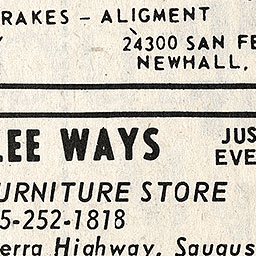 RAKES – ALIGMENT
24300 SAN FE
NEWHALL,
LEE WAYS
JUS
EVE
URNITURE STORE
5-252-1818
erra Highway, Saugus